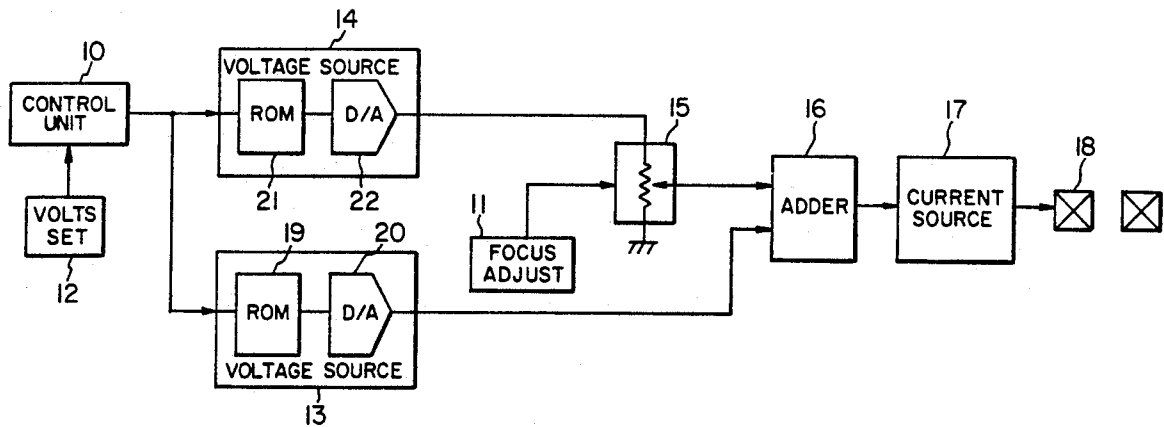 14
10
VOLTAGE SOURCE
15
16
17
CONTROL
UNIT
ROM
D/A
18
21
22
11
ADDER
CURRENT
SOURCE
VOLTS
SET
19
20
FOCUS
ADJUST
12
ROM
D/A
VOLTAGE SOURCE
13